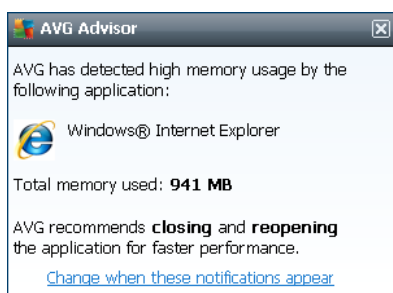 AVG Advisor
AVG has detected high memory usage by the
following application:
Windows® Internet Explorer
Total memory used: 941 MB
AVG recommends closing and reopening
the application for faster performance.
Change when these notifications appear